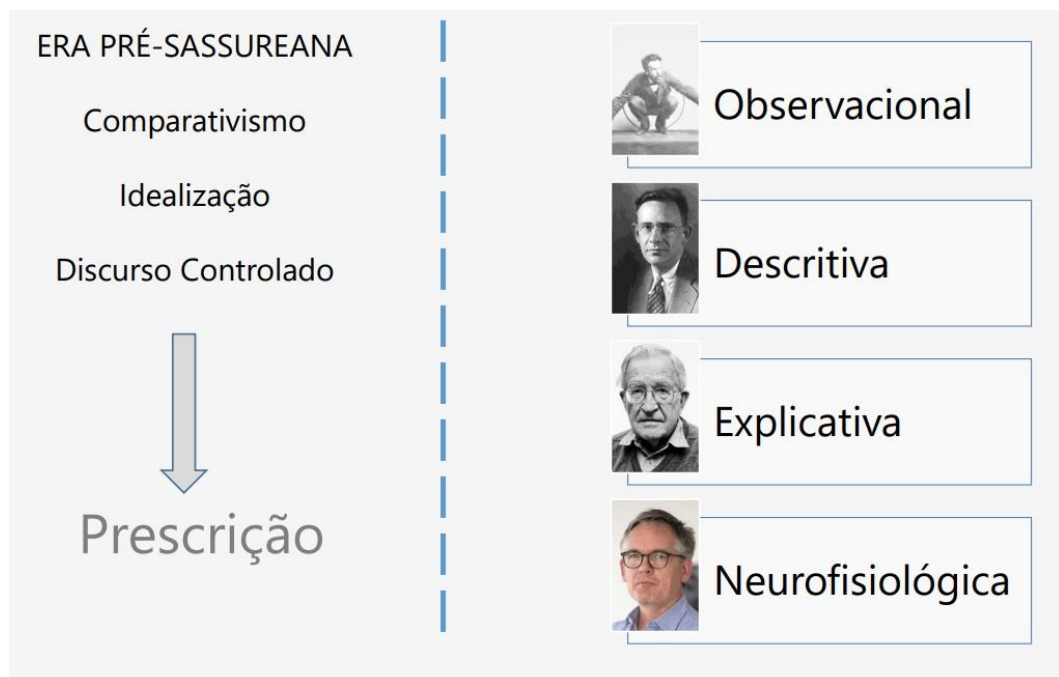 ERA PRÉ-SASSUREANA
Comparativismo
Idealização
Discurso Controlado
Prescrição
Observacional
Descritiva
Explicativa
Neurofisiológica